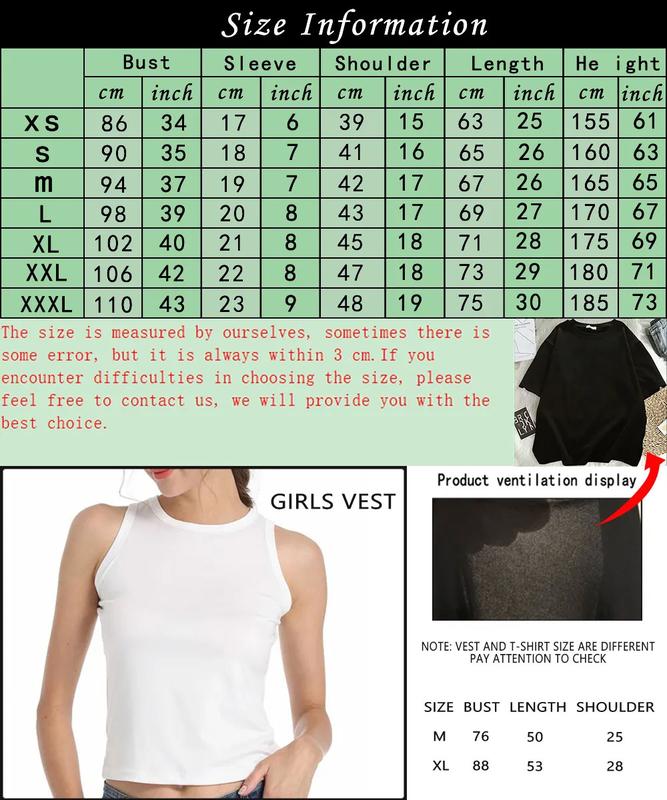 Size Information
Bust Sleeve Shoulder Length He ight
cm inch cm inch cm inch cm inch cm inch
XS 86 34 17 6 39 15 63 25 155 61
S 90 35 18 7 41 16 65 26 160 63
m 94 37 19 7 42 17 67 26 165 65
L 98 39 20 8 43 17 69 27 170 67
XL 102 40 21 8 45 18 71 28 175 69
XXL 106 42 22 8 47 18 73 29 180 71
XXXL 110 43 23 9 48 19 75 30 185 73
The size is measured by ourselves, sometimes there is
some error, but it is always within 3 cm.If you
encounter difficulties in choosing the size, please
feel free to contact us, we will provide you with the
best choice.
GIRLS VEST
Product ventilation display
NOTE: VEST AND T-SHIRT SIZE ARE DIFFERENT
PAY ATTENTION TO CHECK
SIZE BUST LENGTH SHOULDER
M 76 50 25
XL 88 53 28